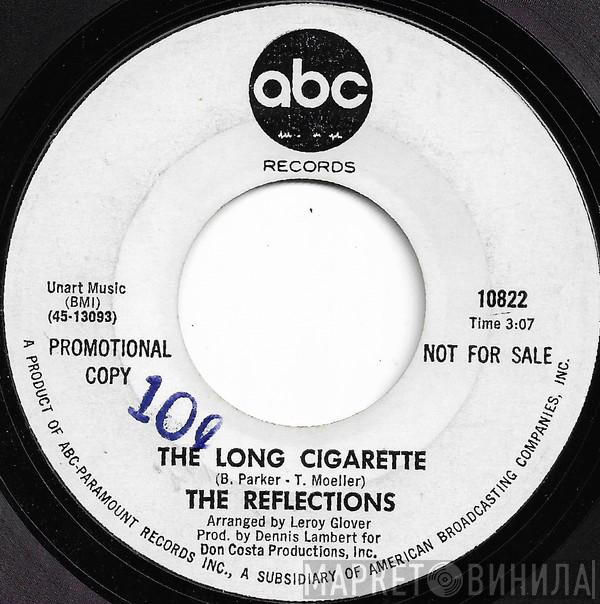 abc
RECORDS
Unart Music
(BMI)
(45-13093)
PROMOTIONAL
COPY
10822
Time 3:07
NOT FOR SALE
10¢
THE LONG CIGARETTE
(B. Parker - T. Moeller)
THE REFLECTIONS
Arranged by Leroy Glover
Prod. by Dennis Lambert for
Don Costa Productions, Inc.
A PRODUCT OF ABC-PARAMOUNT RECORDS INC., A SUBSIDIARY OF AMERICAN BROADCASTING COMPANIES, INC.
МАРКЕТ ВИНИЛА